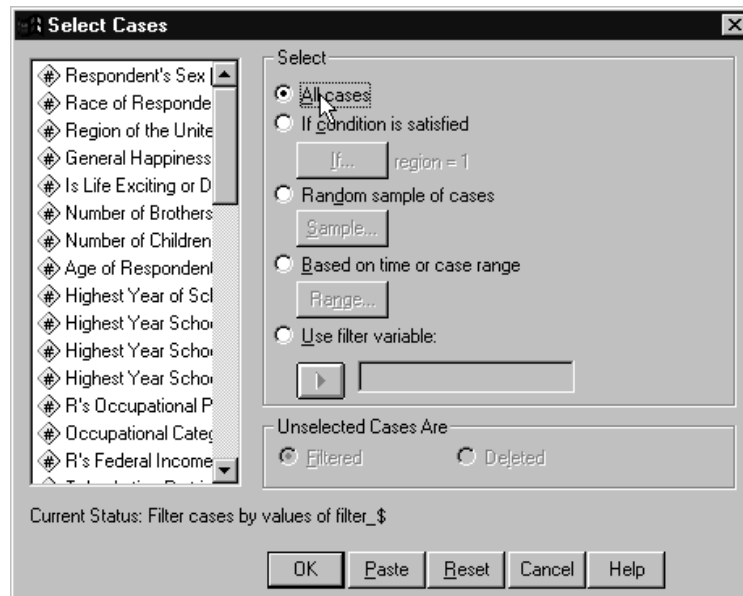 Select Cases
Respondent's Sex
Race of Responde
Region of the Unite
General Happiness
Is Life Exciting or D
Number of Brothers
Number of Children
Age of Respondent
Highest Year of Scl
Highest Year Schoo
Highest Year Schoo
Highest Year Schoo
R's Occupational P
Occupational Categ
R's Federal Income
Select
All cases
If condition is satisfied
If...
region = 1
Random sample of cases
Sample...
Based on time or case range
Range...
Use filter variable:
Unselected Cases Are
Filtered
Deleted
Current Status: Filter cases by values of filter_$
OK
Paste
Reset
Cancel
Help